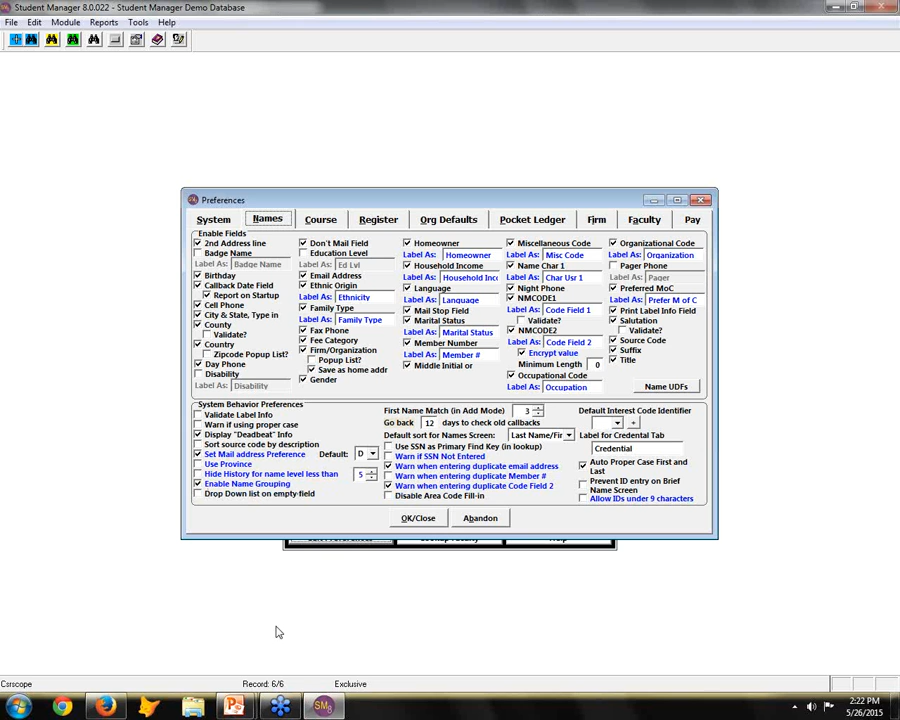 Student Manager 8.0.022 - Student Manager Demo Database
File Edit Module Reports Tools Help
Preferences
System Names Course Register Org Defaults Pocket Ledger Firm Faculty Pay
Enable Fields
2nd Address line
Badge Name
Label As: Badge Name
Birthday
Callback Date Field
Report on Startup
Cell Phone
City & State, Type in
County
Validate?
Country
Zipcode Popup List?
Day Phone
Disability
Label As: Disability
Don't Mail Field
Education Level
Label As: Ed Lvl
Email Address
Ethnic Origin
Label As: Ethnicity
Family Type
Label As: Family Type
Fax Phone
Fee Category
Firm/Organization
Popup List?
Save as home addr
Gender
Homeowner
Label As: Homeowner
Household Income
Label As: Household Inco
Language
Label As: Language
Mail Stop Field
Marital Status
Label As: Marital Status
Member Number
Label As: Member #
Middle Initial or
Miscellaneous Code
Label As: Misc Code
Name Char 1
Label As: Char Usr 1
Night Phone
NMCODE1
Label As: Code Field 1
Validate?
NMCODE2
Label As: Code Field 2
Encrypt value
Minimum Length 0
Occupational Code
Label As: Occupation
Organizational Code
Label As: Organization
Pager Phone
Label As: Pager
Preferred MoC
Label As: Prefer M of C
Print Label Info Field
Salutation
Validate?
Source Code
Suffix
Title
Name UDFs
System Behavior Preferences
Validate Label Info
Warn if using proper case
Display "Deadbeat" Info
Sort source code by description
Set Mail address Preference Default: D
Use Province
Hide History for name level less than 5
Enable Name Grouping
Drop Down list on empty-field
First Name Match (in Add Mode) 3
Go back 12 days to check old callbacks
Default sort for Names Screen: Last Name/Fir
Use SSN as Primary Find Key (in lookup)
Warn if SSN Not Entered
Warn when entering duplicate email address
Warn when entering duplicate Member #
Warn when entering duplicate Code Field 2
Disable Area Code Fill-in
Default Interest Code Identifier
+
Label for Credental Tab
Credential
Auto Proper Case First and
Last
Prevent ID entry on Brief
Name Screen
Allow IDs under 9 characters
OK/Close Abandon
Csrscope Record: 6/6 Exclusive
SM8
2:22 PM
5/26/2015